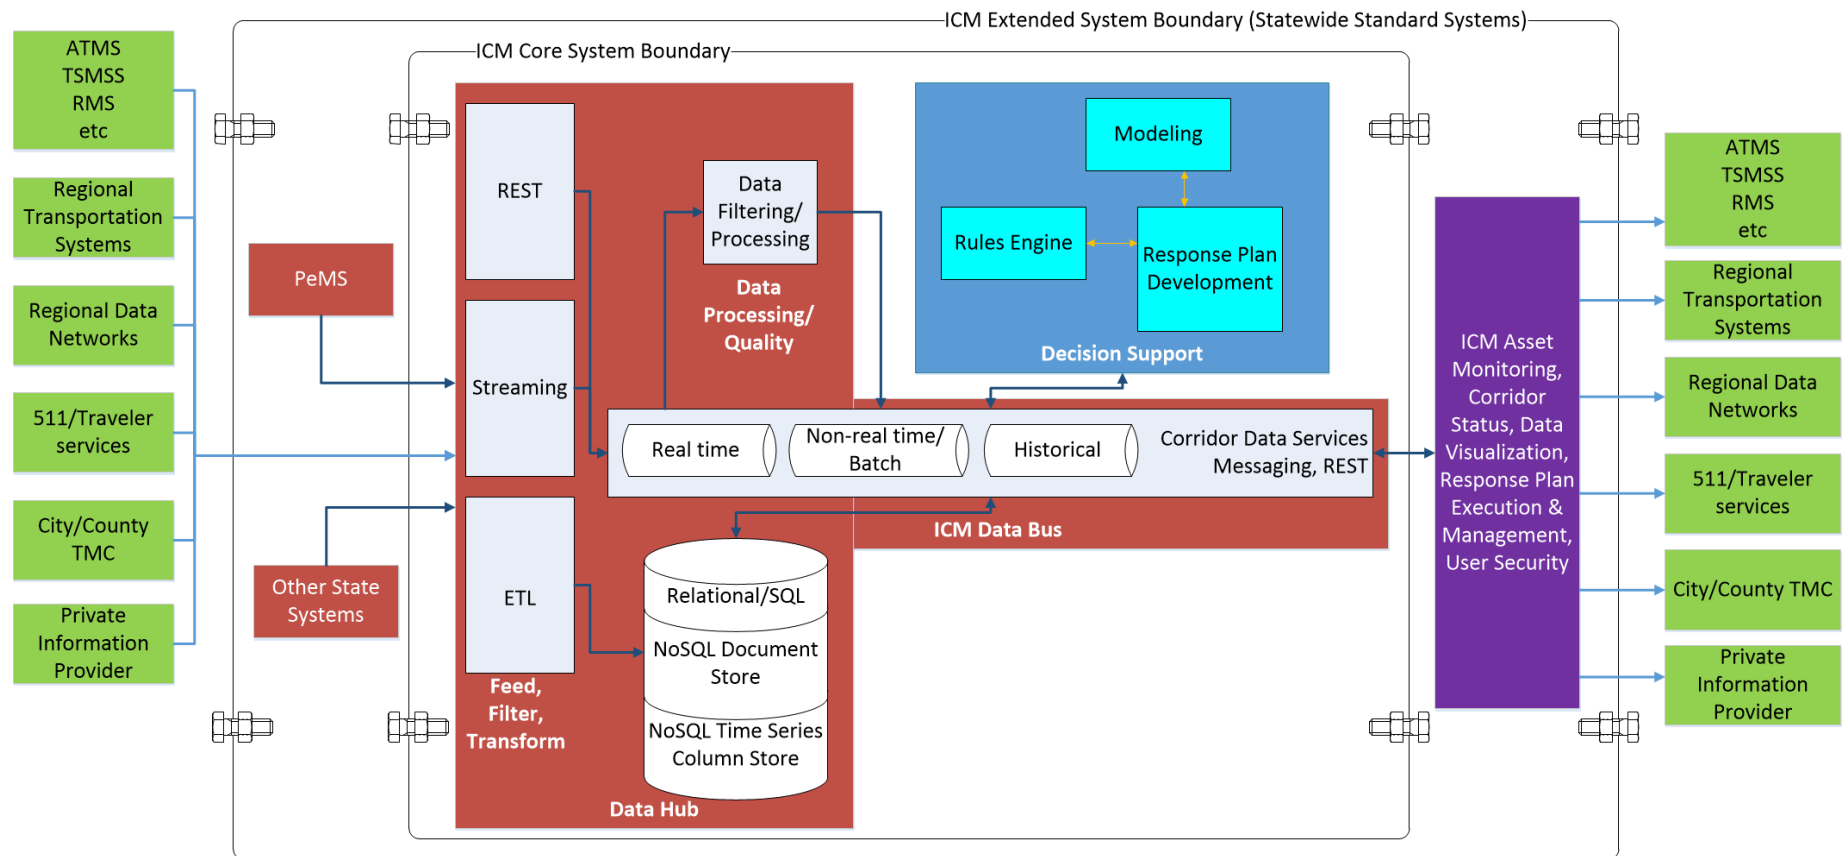 ICM Extended System Boundary (Statewide Standard Systems)
ICM Core System Boundary
ATMS
TSMSS
RMS
etc
Regional
Transportation
Systems
Regional Data
Networks
511/Traveler
services
City/County
TMC
Private
Information
Provider
PeMS
Other State
Systems
REST
Streaming
ETL
Feed,
Filter,
Transform
Data
Filtering/
Processing
Data
Processing/
Quality
Modeling
Rules Engine
Response Plan
Development
Decision Support
Real time
Non-real time/
Batch
Historical
Corridor Data Services
Messaging, REST
ICM Data Bus
Relational/SQL
NoSQL Document
Store
NoSQL Time Series
Column Store
Data Hub
ICM Asset
Monitoring,
Corridor
Status, Data
Visualization,
Response Plan
Execution &
Management,
User Security
ATMS
TSMSS
RMS
etc
Regional
Transportation
Systems
Regional Data
Networks
511/Traveler
services
City/County TMC
Private
Information
Provider